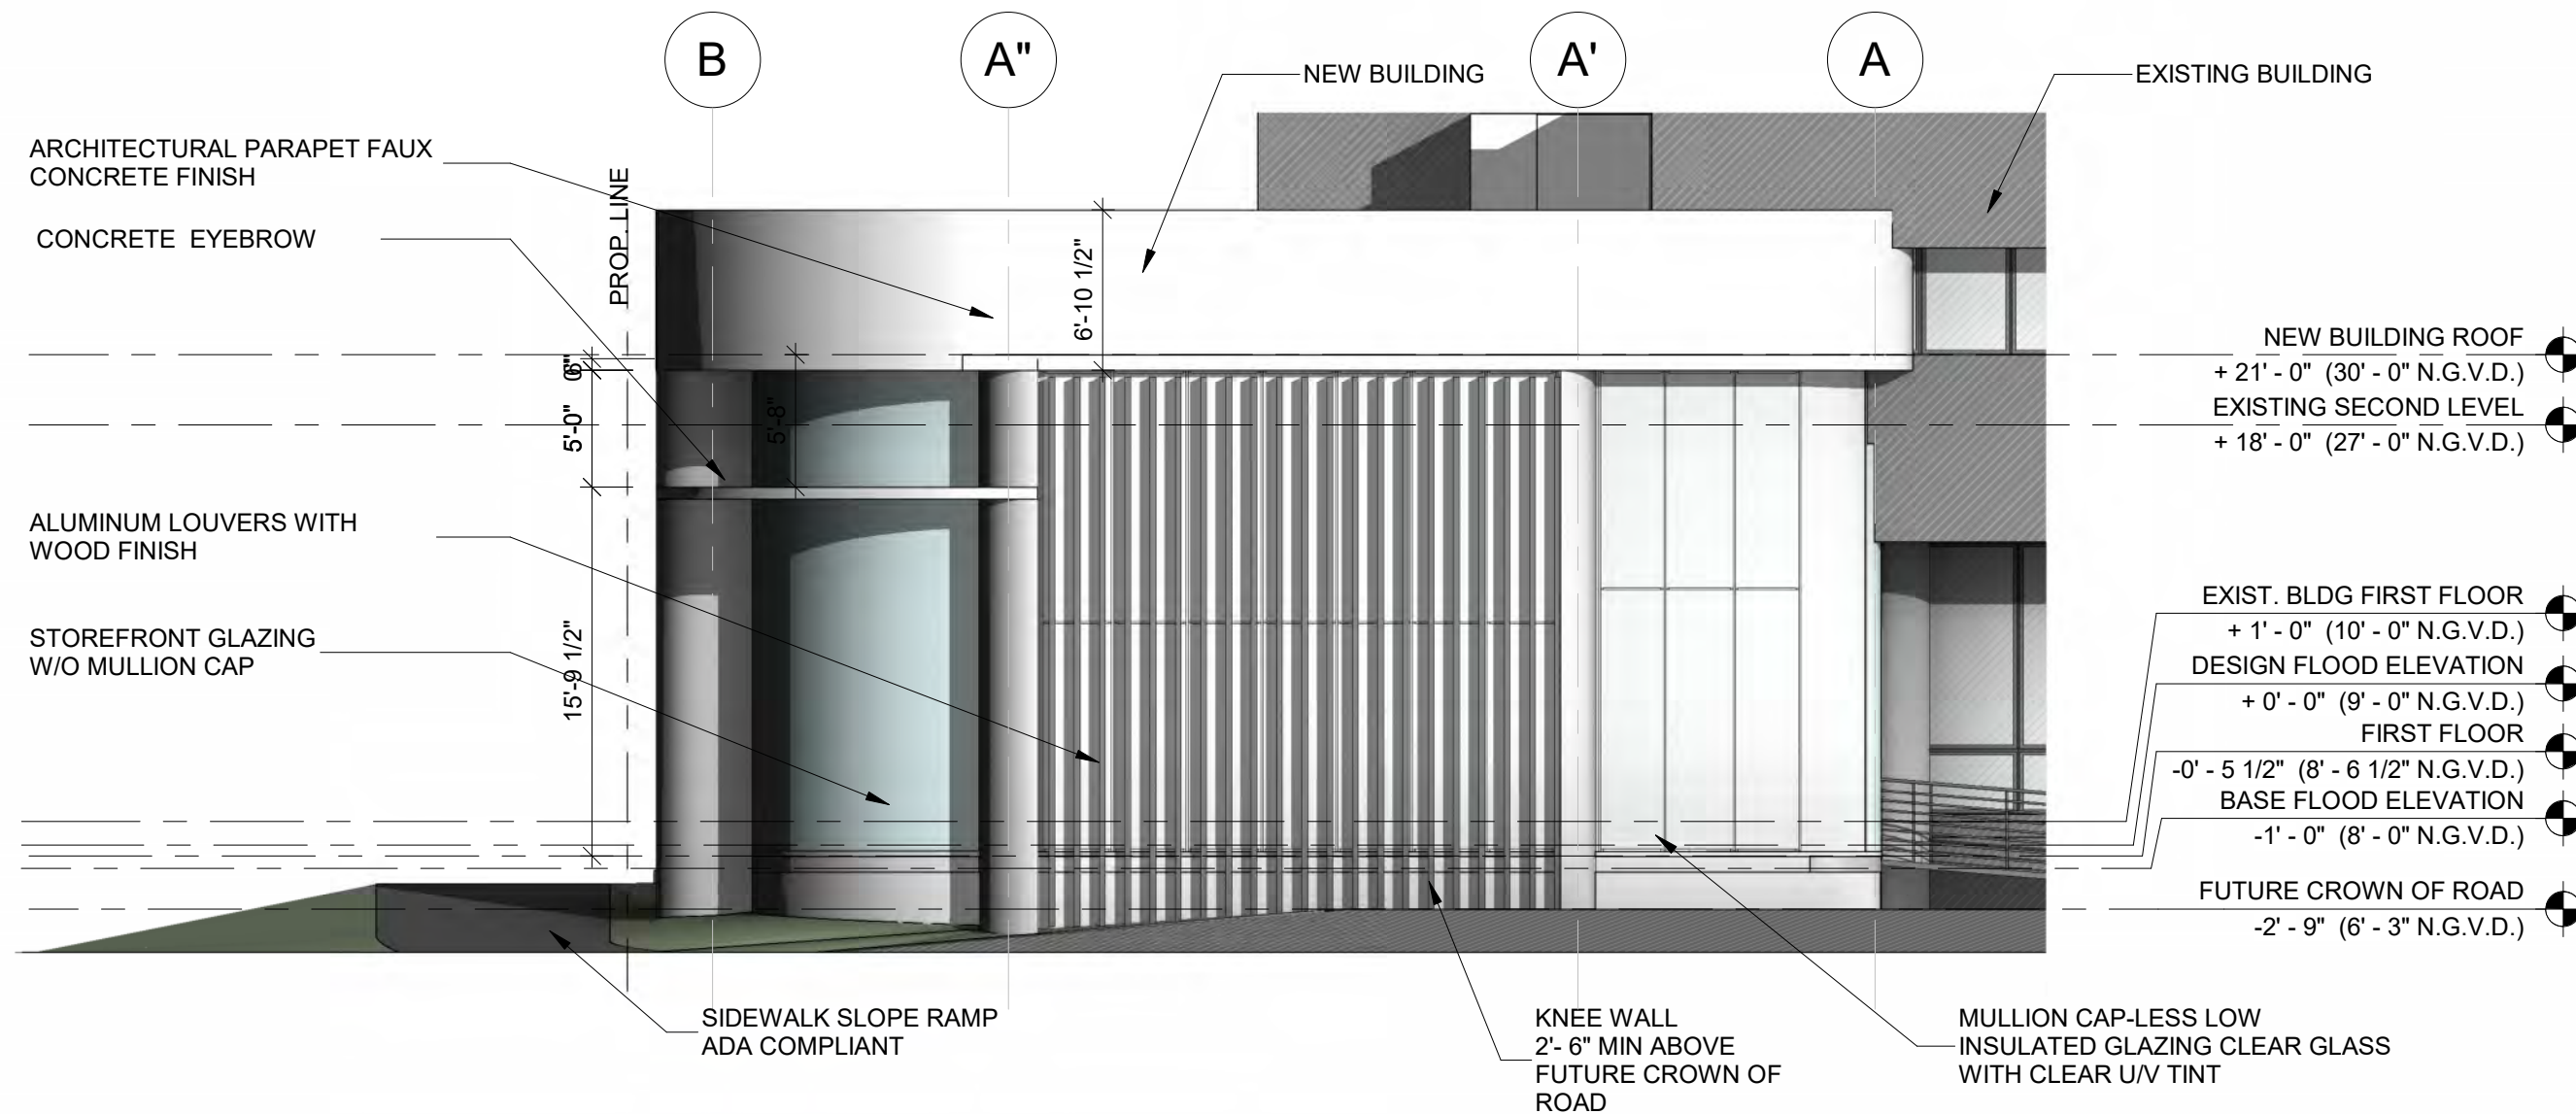 B
A"
A'
A
NEW BUILDING
EXISTING BUILDING
ARCHITECTURAL PARAPET FAUX
CONCRETE FINISH
PROP. LINE
CONCRETE EYEBROW
6'-10 1/2"
5'-0"
5'-8"
ALUMINUM LOUVERS WITH
WOOD FINISH
STOREFRONT GLAZING
W/O MULLION CAP
15'-9 1/2"
NEW BUILDING ROOF
+ 21' - 0" (30' - 0" N.G.V.D.)
EXISTING SECOND LEVEL
+ 18' - 0" (27' - 0" N.G.V.D.)
EXIST. BLDG FIRST FLOOR
+ 1' - 0" (10' - 0" N.G.V.D.)
DESIGN FLOOD ELEVATION
+ 0' - 0" (9' - 0" N.G.V.D.)
FIRST FLOOR
-0' - 5 1/2" (8' - 6 1/2" N.G.V.D.)
BASE FLOOD ELEVATION
-1' - 0" (8' - 0" N.G.V.D.)
FUTURE CROWN OF ROAD
-2' - 9" (6' - 3" N.G.V.D.)
SIDEWALK SLOPE RAMP
ADA COMPLIANT
KNEE WALL
2'- 6" MIN ABOVE
FUTURE CROWN OF
ROAD
MULLION CAP-LESS LOW
INSULATED GLAZING CLEAR GLASS
WITH CLEAR U/V TINT